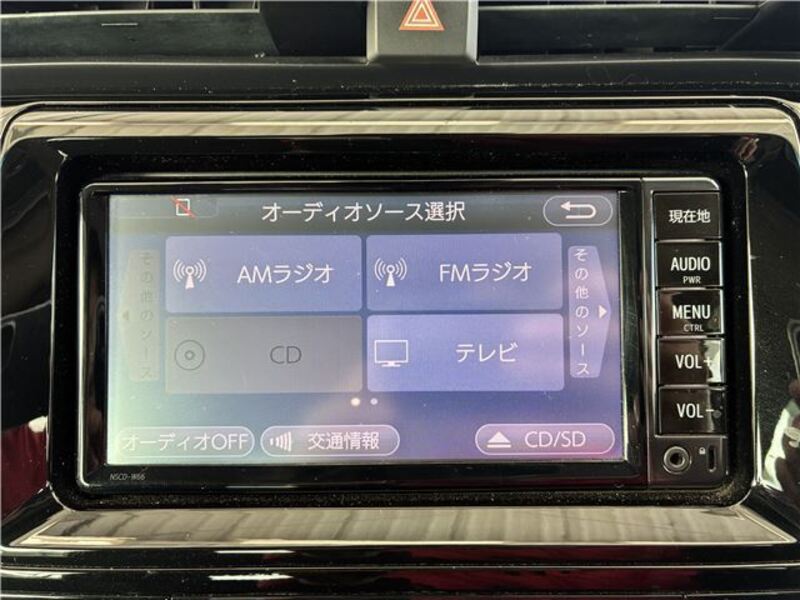 オーディオソース選択
現在地
その他のソース
AMラジオ
FMラジオ
その他のソース
AUDIO
PWR
CD
テレビ
MENU
CTRL
VOL+
VOL-
オーディオOFF
交通情報
CD/SD
NSCD-W66